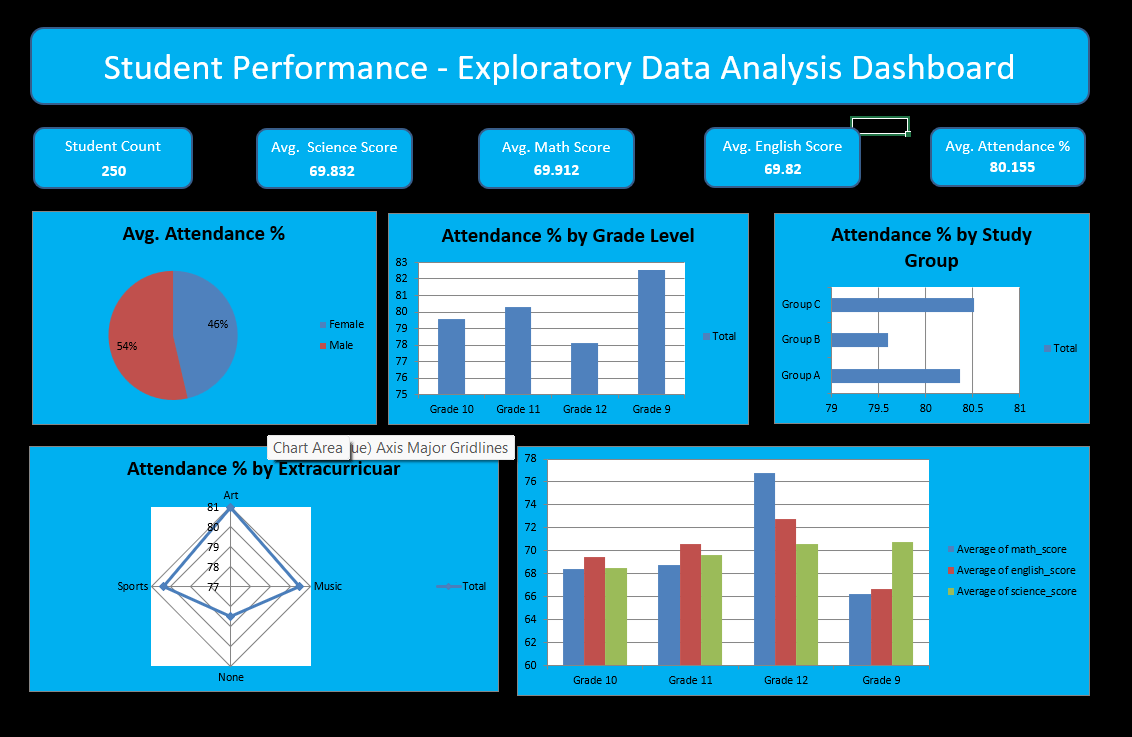 Student Performance - Exploratory Data Analysis Dashboard
Student Count
250
Avg.  Science Score
69.832
Avg. Math Score
69.912
Avg. English Score
69.82
Avg. Attendance %
80.155
Avg. Attendance %
46%
54%
Female
Male
Attendance % by Grade Level
83
82
81
80
79
78
77
76
75
Grade 10
Grade 11
Grade 12
Grade 9
Total
Attendance % by Study
Group
Group C
Group B
Group A
79
79.5
80
80.5
81
Total
Chart Area
ue) Axis Major Gridlines
Attendance % by Extracurricuar
Art
81
80
79
78
77
Sports
Music
None
Total
78
76
74
72
70
68
66
64
62
60
Grade 10
Grade 11
Grade 12
Grade 9
Average of math_score
Average of english_score
Average of science_score